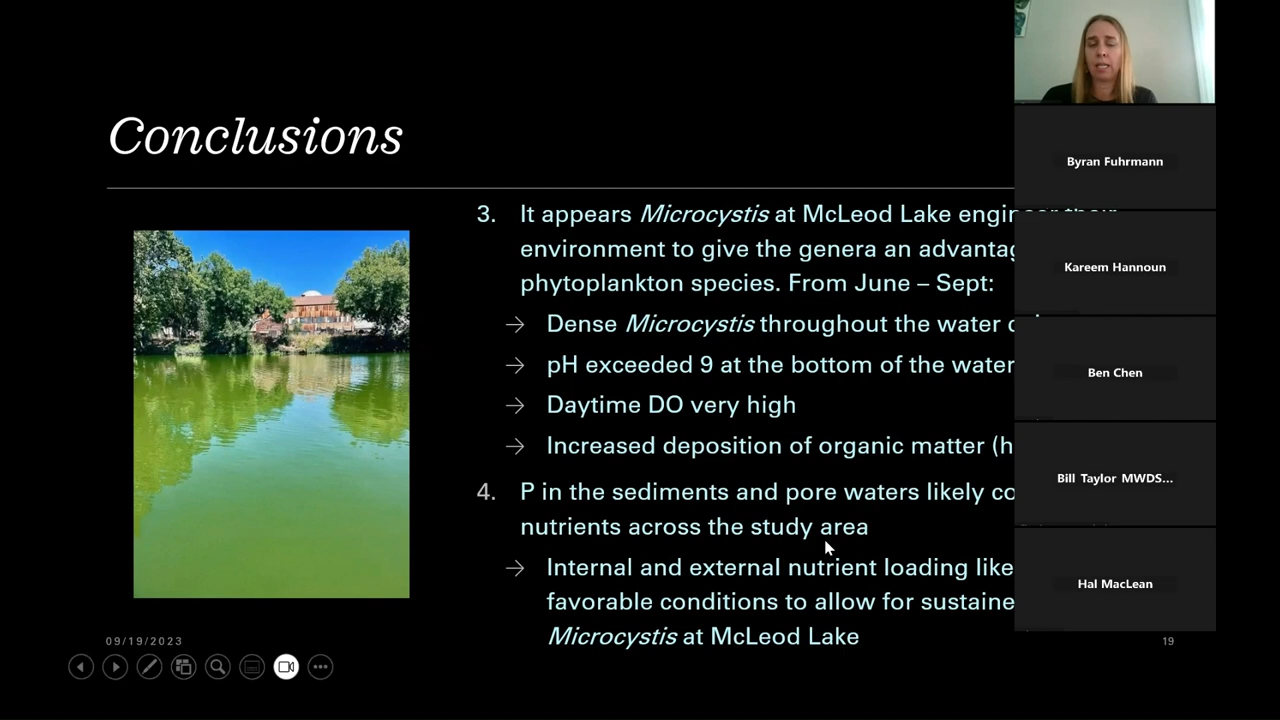 Conclusions
3. It appears Microcystis at McLeod Lake engineer their
environment to give the genera an
phytoplankton species. From June – Sept:
→ Dense Microcystis throughout the water
→ pH exceeded 9 at the bottom of the water
→ Daytime DO very high
→ Increased deposition of organic matter (h
4. P in the sediments and pore waters likely co
nutrients across the study area
→ Internal and external nutrient loading like
favorable conditions to allow for sustaine
Microcystis at McLeod Lake
09/19/2023
19
Byran Fuhrmann
Kareem Hannoun
Ben Chen
Bill Taylor MWDS...
Hal MacLean